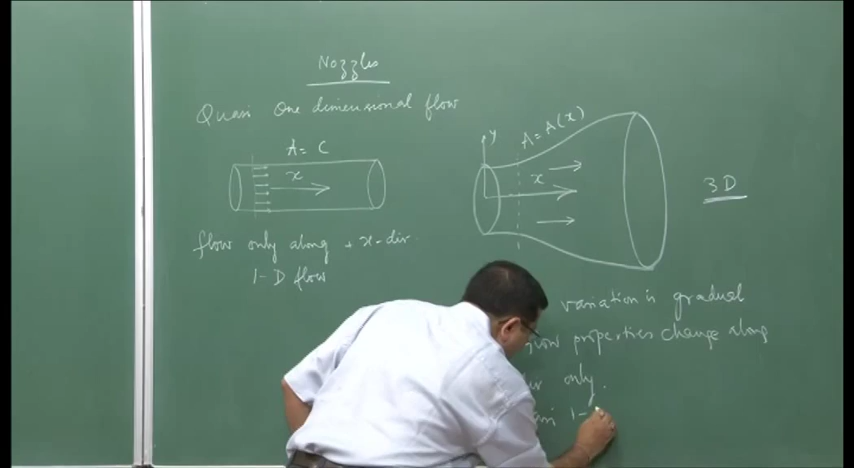 Nozzles
Quasi One dimensional flow
A = C
x
flow only along + x-dir.
1-D flow
y
A = A(x)
x
3D
variation is gradual
properties change along
only.
1-